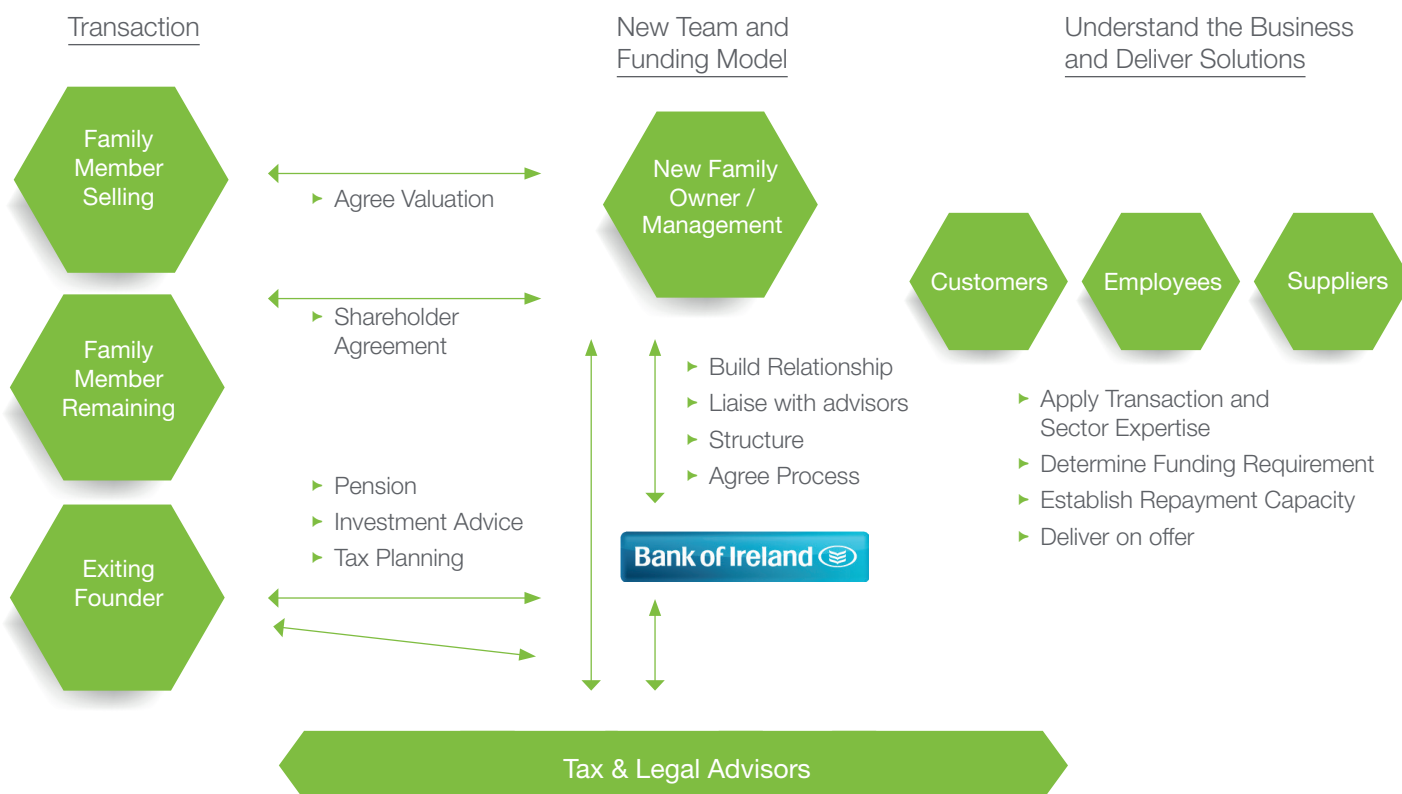 Transaction
Family
Member
Selling
Family
Member
Remaining
Exiting
Founder
► Agree Valuation
► Shareholder
Agreement
► Pension
► Investment Advice
► Tax Planning
New Team and
Funding Model
New Family
Owner /
Management
► Build Relationship
► Liaise with advisors
► Structure
► Agree Process
Bank of Ireland
Understand the Business
and Deliver Solutions
Customers
Employees
Suppliers
► Apply Transaction and
Sector Expertise
► Determine Funding Requirement
► Establish Repayment Capacity
► Deliver on offer
Tax & Legal Advisors